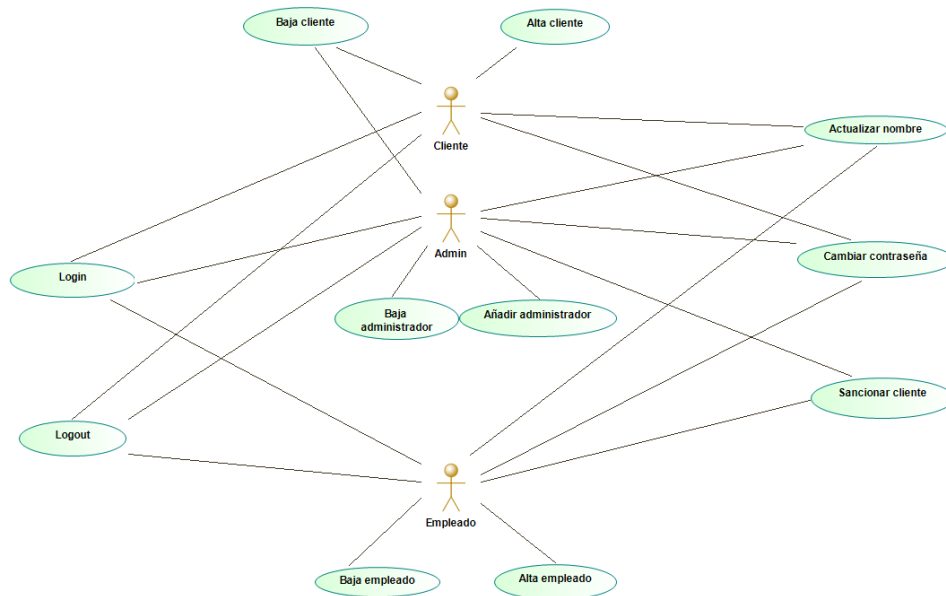 Baja cliente
Alta cliente
Cliente
Actualizar nombre
Admin
Cambiar contraseña
Login
Baja
administrador
Añadir administrador
Sancionar cliente
Logout
Empleado
Baja empleado
Alta empleado